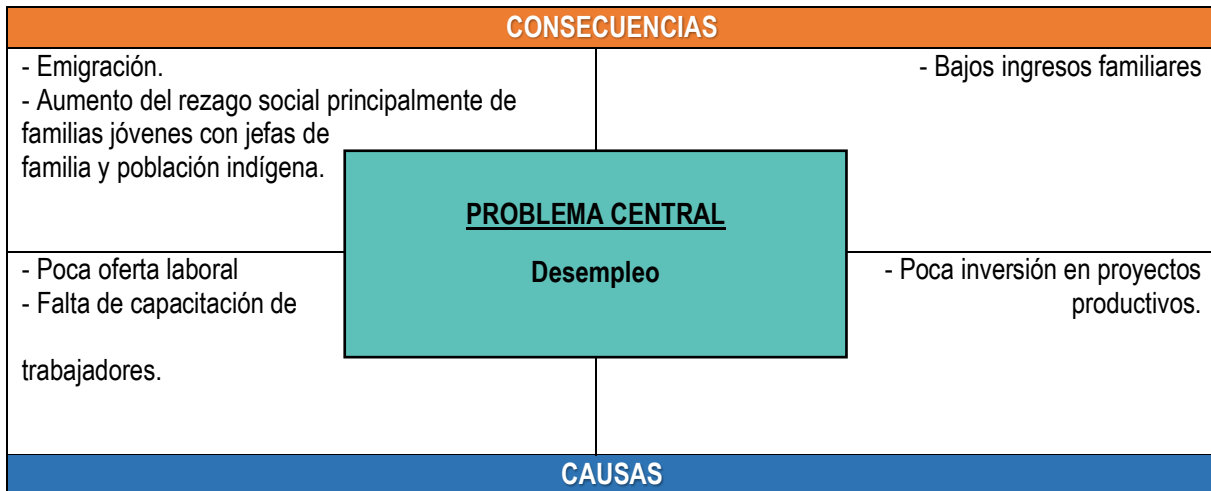 CONSECUENCIAS
- Emigración.
- Aumento del rezago social principalmente de
familias jóvenes con jefas de
familia y población indígena.
- Bajos ingresos familiares
PROBLEMA CENTRAL
Desempleo
- Poca oferta laboral
- Falta de capacitación de
trabajadores.
- Poca inversión en proyectos
productivos.
CAUSAS